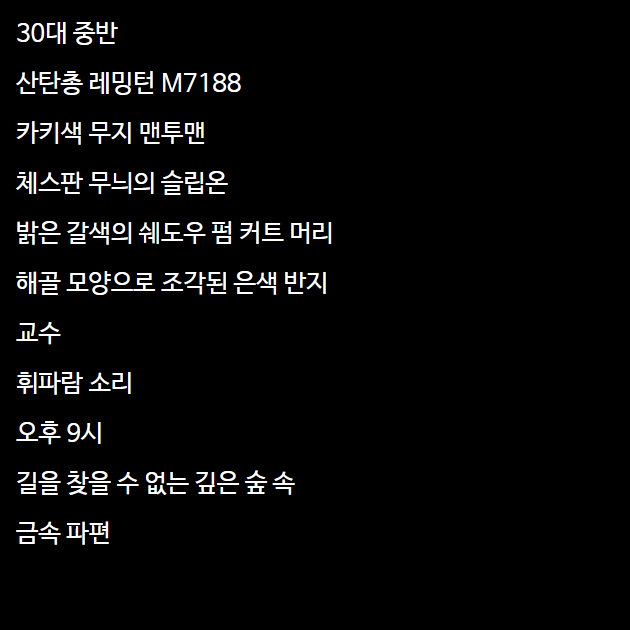 30대 중반
산탄총 레밍턴 M7188
카키색 무지 맨투맨
체스판 무늬의 슬립온
밝은 갈색의 쉐도우 펌 커트 머리
해골 모양으로 조각된 은색 반지
교수
휘파람 소리
오후 9시
길을 찾을 수 없는 깊은 숲 속
금속 파편